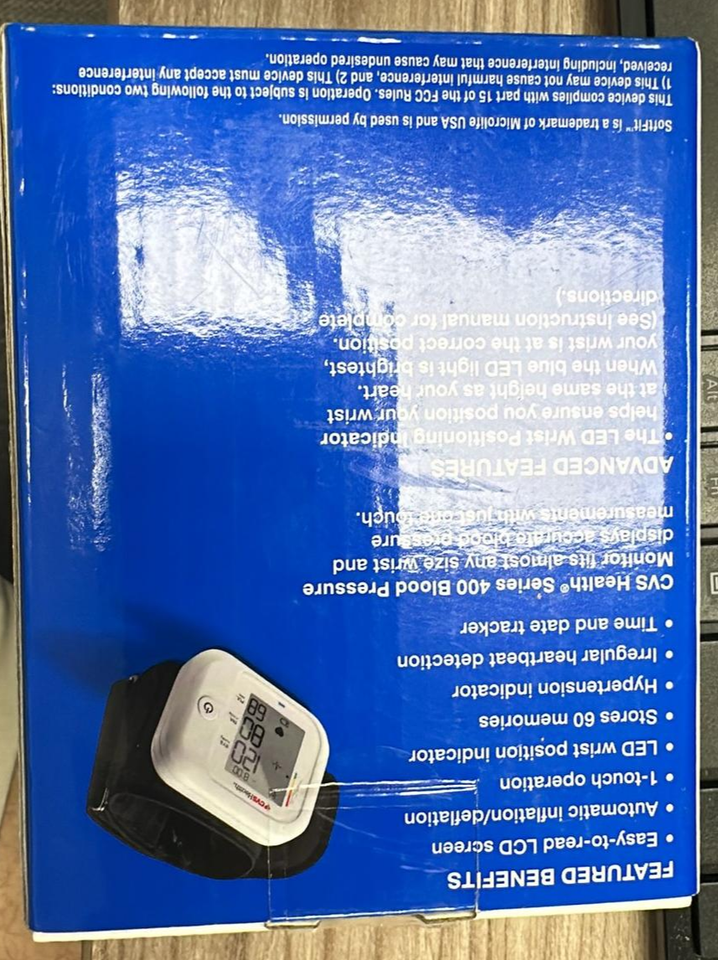 FEATURED BENEFITS
• Easy-to-read LCD screen
• Automatic inflation/deflation
• 1-touch operation
• LED wrist position indicator
• Stores 60 memories
• Hypertension indicator
• Irregular heartbeat detection
• Time and date tracker
CVS Health® Series 400 Blood Pressure
Monitor fits almost any size wrist and
displays accurate blood pressure
measurements with just one touch.
ADVANCED FEATURES
• The LED Wrist Positioning Indicator
helps ensure you position your wrist
at the same height as your heart.
When the blue LED light is brightest,
your wrist is at the correct position.
(See instruction manual for complete
directions.)
SoftFit™ is a trademark of Microlife USA and is used by permission.
This device complies with part 15 of the FCC Rules. Operation is subject to the following two conditions:
1) This device may not cause harmful interference, and 2) This device must accept any interference
received, including interference that may cause undesired operation.
CVSHealth
Alt